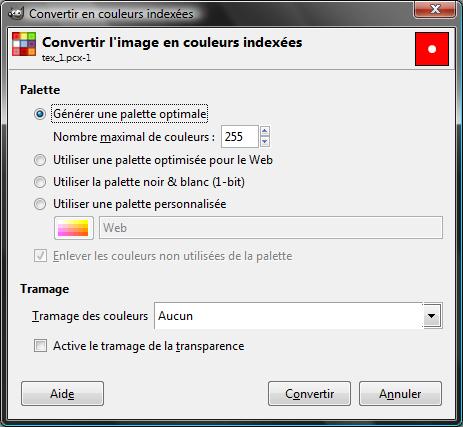 Convertir en couleurs indexées
Convertir l'image en couleurs indexées
tex_1.pcx-1
Palette
Générer une palette optimale
Nombre maximal de couleurs : 255
Utiliser une palette optimisée pour le Web
Utiliser la palette noir & blanc (1-bit)
Utiliser une palette personnalisée
Web
Enlever les couleurs non utilisées de la palette
Tramage
Tramage des couleurs Aucun
Active le tramage de la transparence
Aide Convertir Annuler